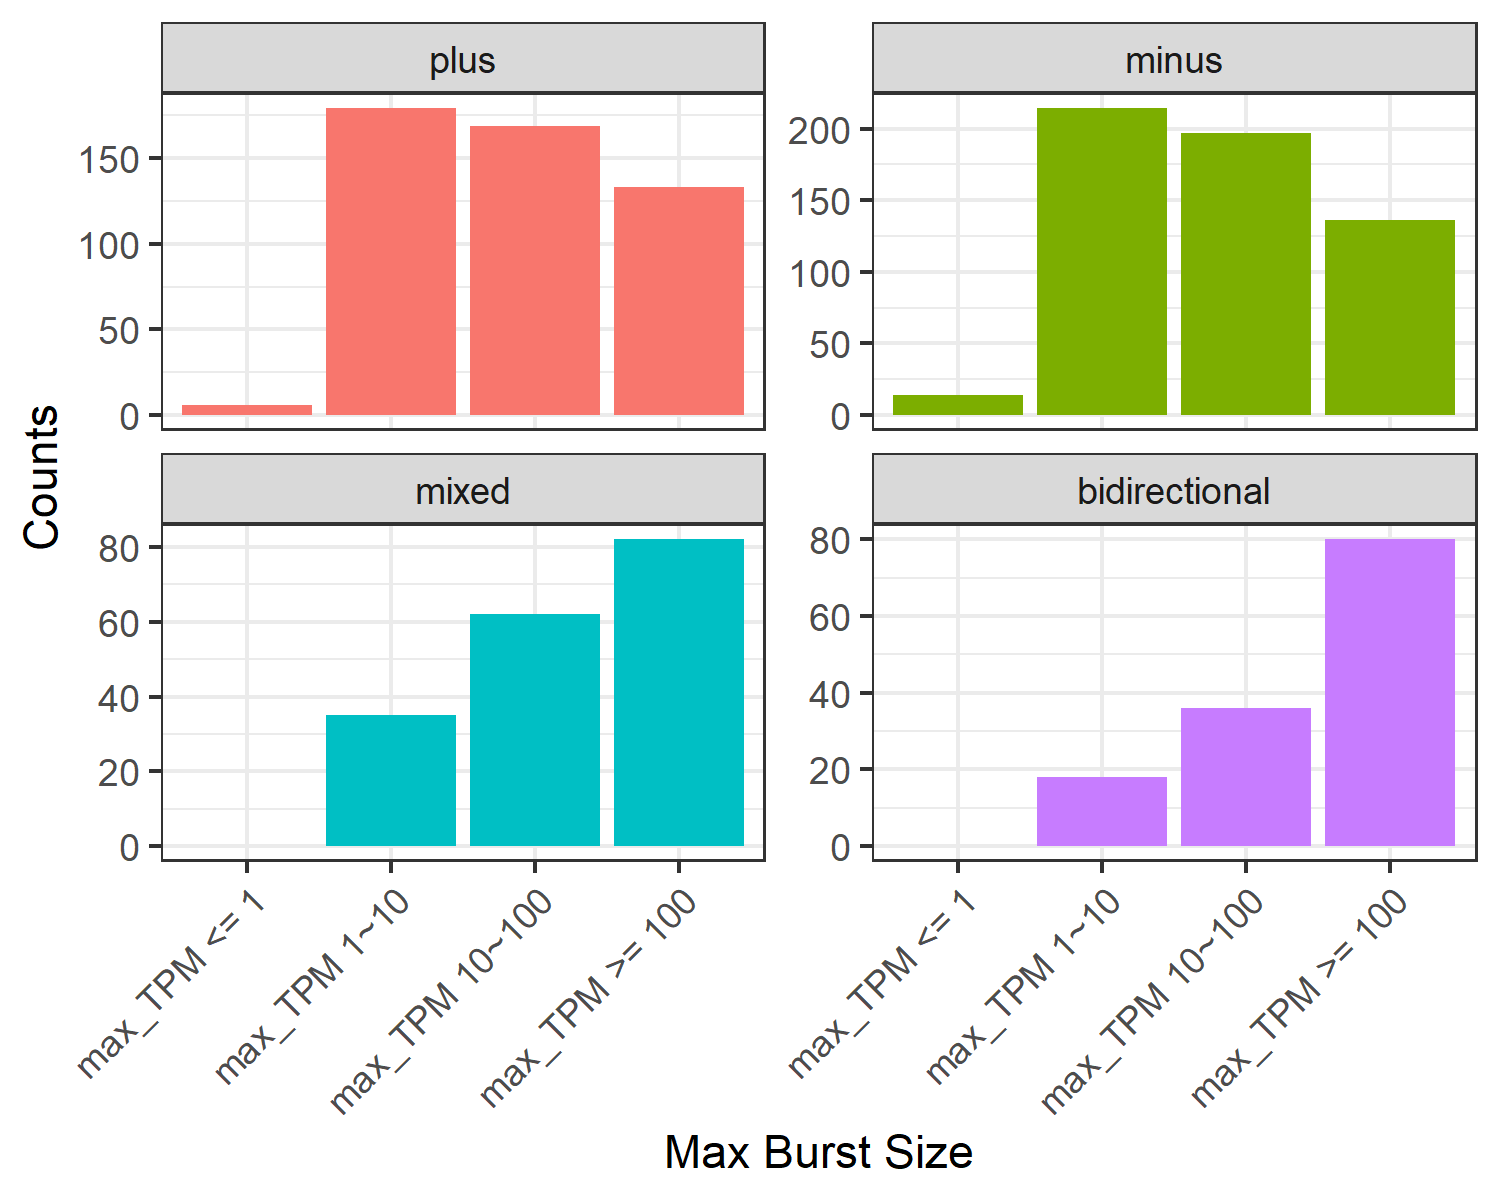 plus
minus
150
100
50
0
200
150
100
50
0
Counts
mixed
bidirectional
80
60
40
20
0
80
60
40
20
0
max_TPM <= 1
max_TPM 1~10
max_TPM 10~100
max_TPM >= 100
max_TPM <= 1
max_TPM 1~10
max_TPM 10~100
max_TPM >= 100
Max Burst Size